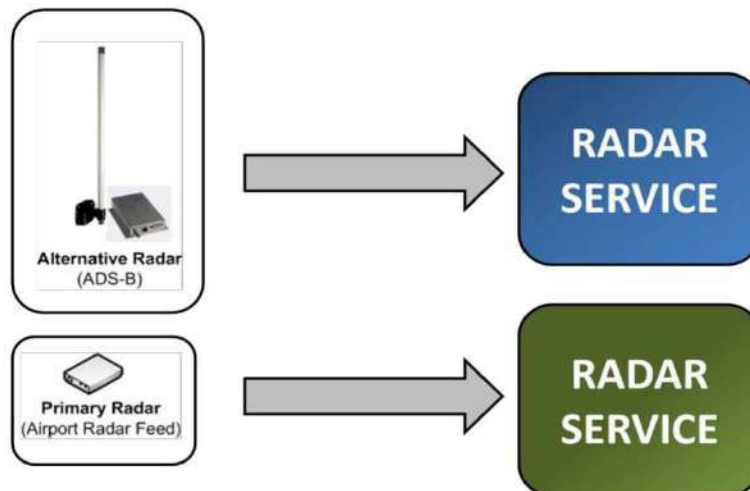 Alternative Radar
(ADS-B)
RADAR
SERVICE
Primary Radar
(Airport Radar Feed)
RADAR
SERVICE